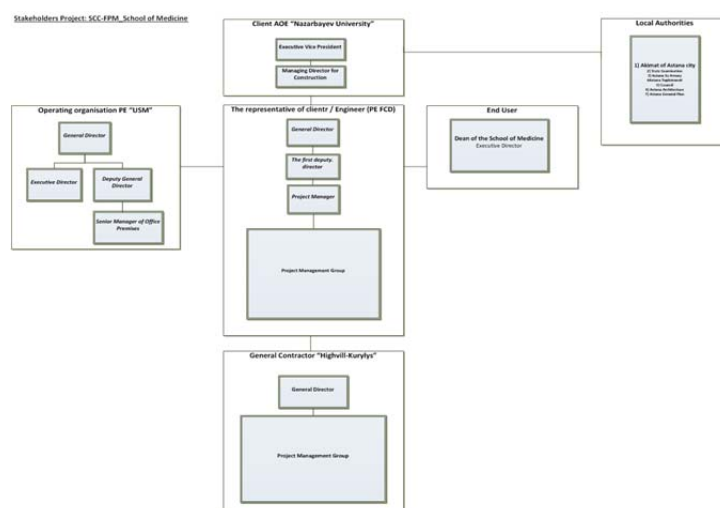 Stakeholders Project: SCC-FPM_School of Medicine
Client AOE "Nazarbayev University"
Executive Vice President
Managing Director for
Construction
Local Authorities
1) Akimat of Astana city
Operating organisation PE "USM"
General Director
Executive Director
Deputy General
Director
Senior Manager of Office
Premises
The representative of clientr / Engineer (PE FCD)
General Director
The first deputy.
director
Project Manager
Project Management Group
End User
Dean of the School of Medicine
Executive Director
General Contractor "Highvill-Kurylys"
General Director
Project Management Group